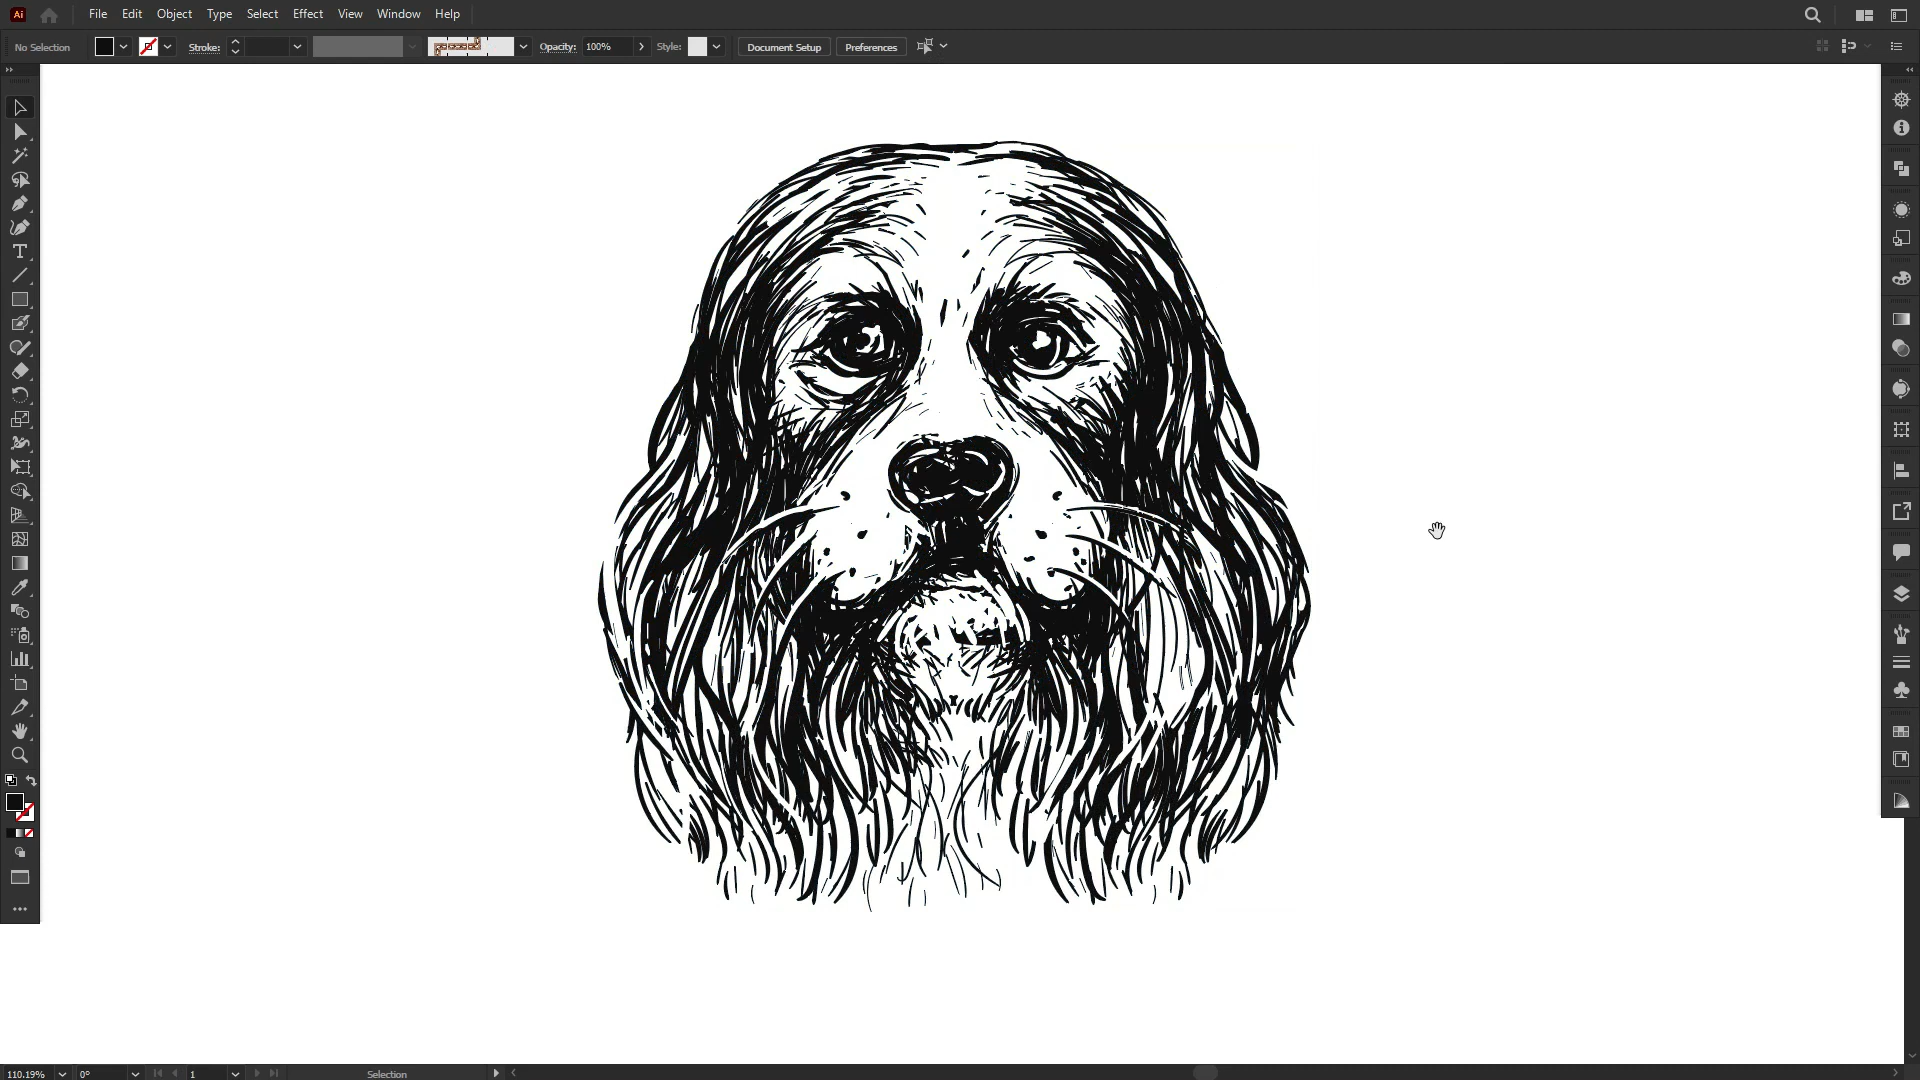 Ai File Edit Object Type Select Effect View Window Help
No Selection Stroke: Opacity: 100% Style: Document Setup Preferences
110.19% 0° 1 Selection